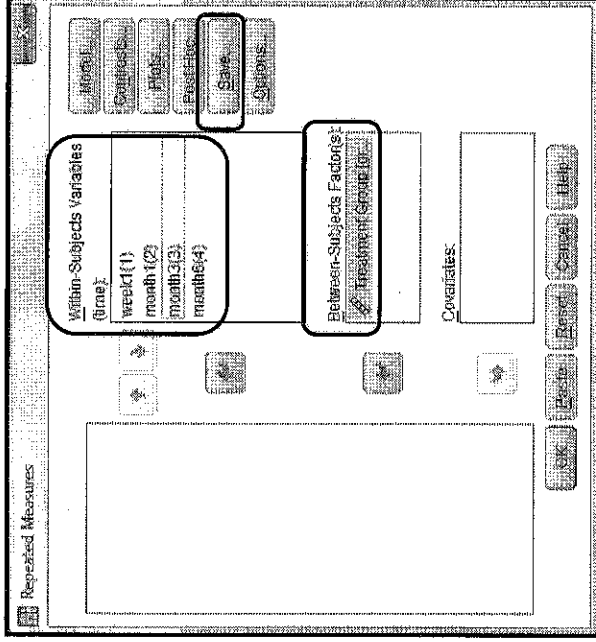 Repeated Measures
Within-Subjects Variables
(time):
week1(1)
month1(2)
month3(3)
month6(4)
Between-Subjects Factor(s):
Treatment Group
Covariates:
Model...
Contrasts...
Plots...
Post Hoc...
Save...
Options...
OK
Paste
Reset
Cancel
Help